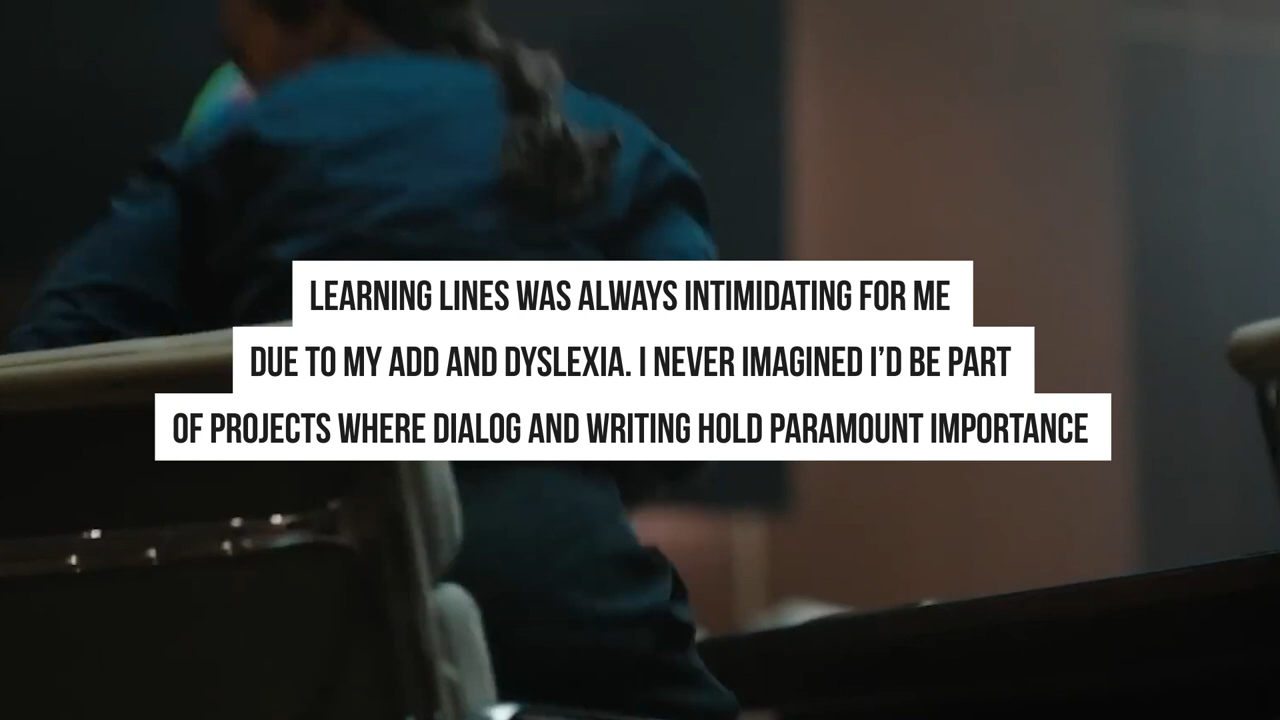 LEARNING LINES WAS ALWAYS INTIMIDATING FOR ME
DUE TO MY ADD AND DYSLEXIA. I NEVER IMAGINED I’D BE PART
OF PROJECTS WHERE DIALOG AND WRITING HOLD PARAMOUNT IMPORTANCE